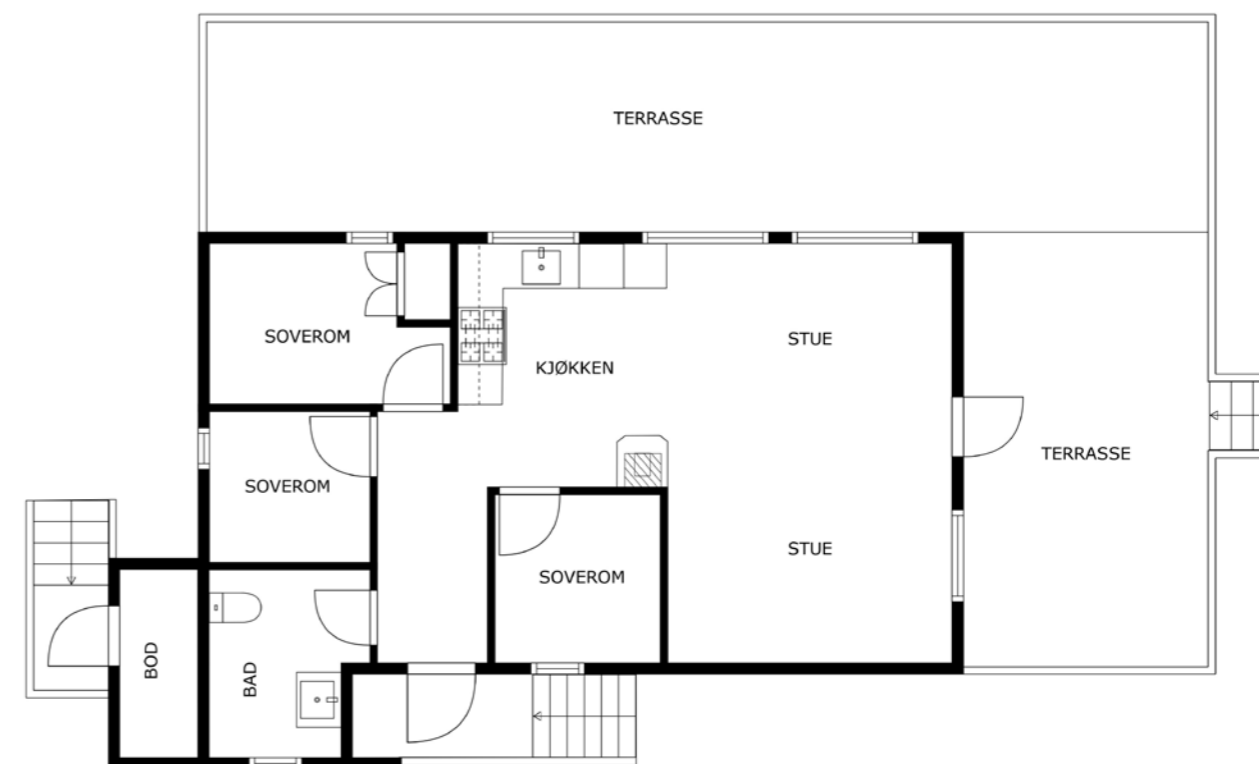 TERRASSE
SOVEROM
STUE
KJØKKEN
TERRASSE
SOVEROM
STUE
SOVEROM
BOD
BAD